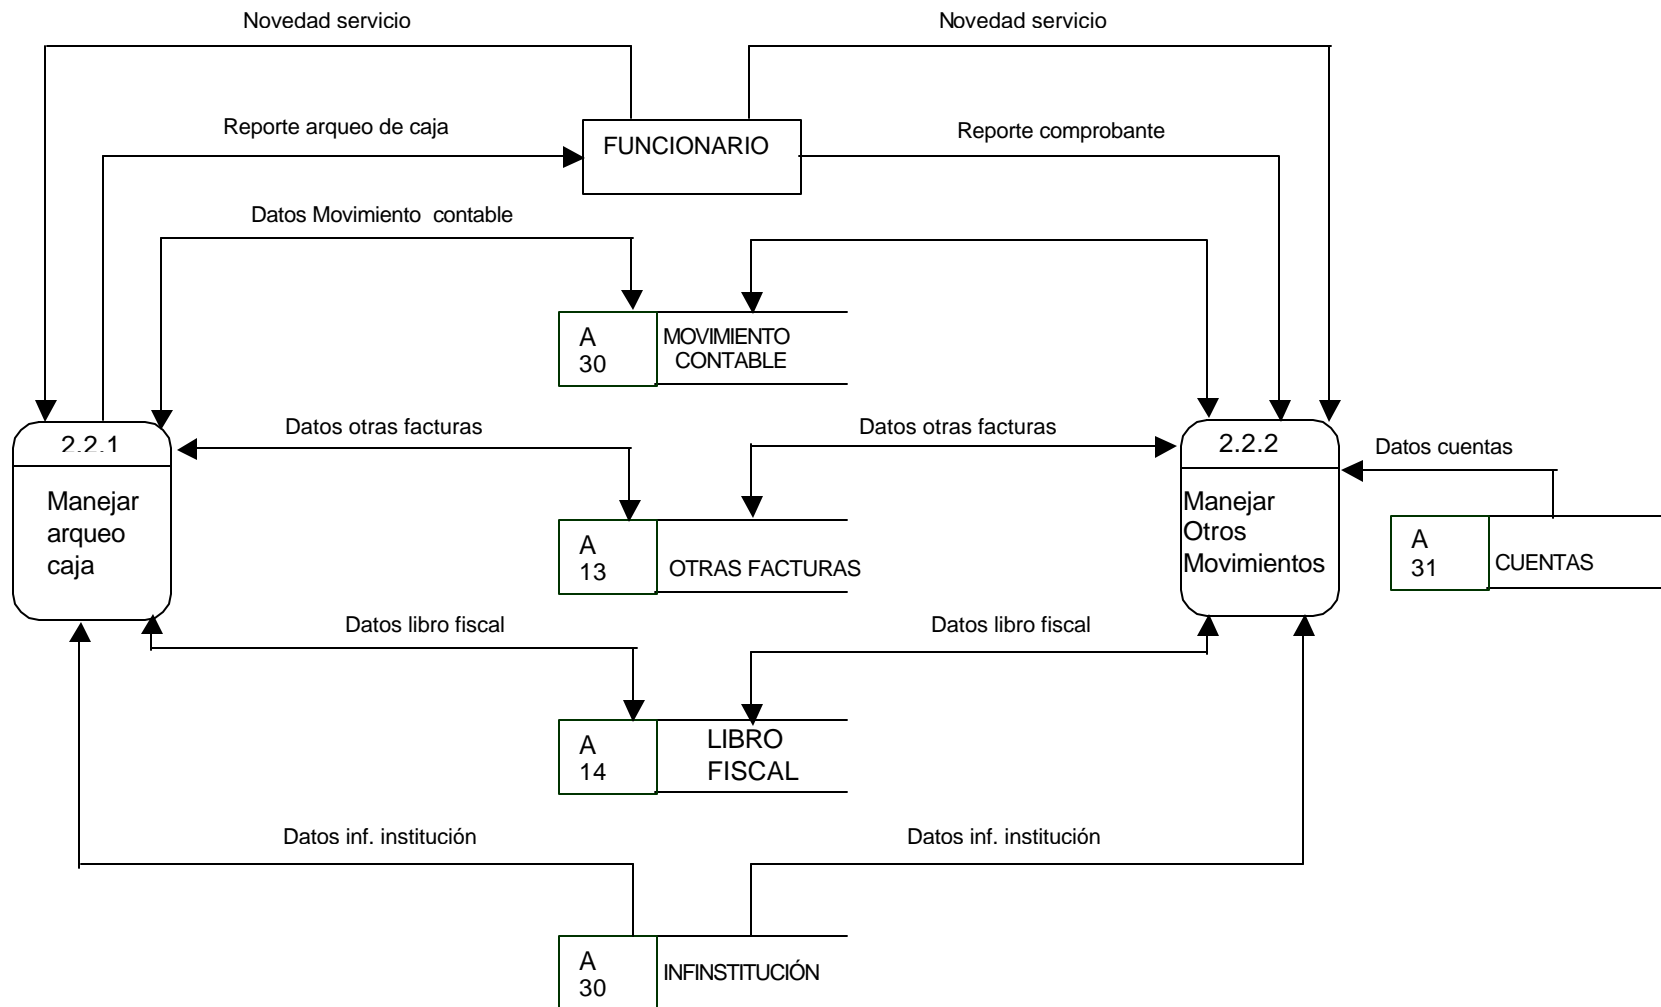 Novedad servicio
Novedad servicio
Reporte arqueo de caja
FUNCIONARIO
Reporte comprobante
Datos Movimiento contable
A
30
MOVIMIENTO
CONTABLE
2.2.1
Manejar
arqueo
caja
Datos otras facturas
Datos otras facturas
2.2.2
Manejar
Otros
Movimientos
Datos cuentas
A
31
CUENTAS
A
13
OTRAS FACTURAS
Datos libro fiscal
Datos libro fiscal
A
14
LIBRO
FISCAL
Datos inf. institución
Datos inf. institución
A
30
INFINSTITUCIÓN